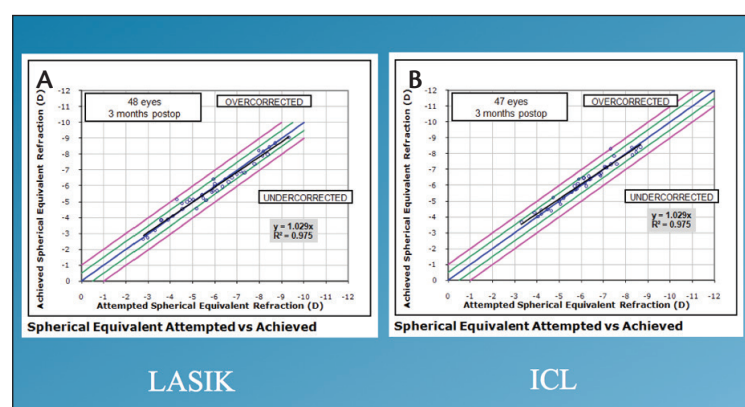 A
48 eyes
3 months postop
OVERCORRECTED
UNDERCORRECTED
y = 1.029x
R² = 0.975
Achieved Spherical Equivalent Refraction (D)
-12
-11
-10
-9
-8
-7
-6
-5
-4
-3
-2
-1
0
0 -1 -2 -3 -4 -5 -6 -7 -8 -9 -10 -11 -12
Attempted Spherical Equivalent Refraction (D)
Spherical Equivalent Attempted vs Achieved
LASIK
B
47 eyes
3 months postop
OVERCORRECTED
UNDERCORRECTED
y = 1.029x
R² = 0.975
Achieved Spherical Equivalent Refraction (D)
-12
-11
-10
-9
-8
-7
-6
-5
-4
-3
-2
-1
0
0 -1 -2 -3 -4 -5 -6 -7 -8 -9 -10 -11 -12
Attempted Spherical Equivalent Refraction (D)
Spherical Equivalent Attempted vs Achieved
ICL